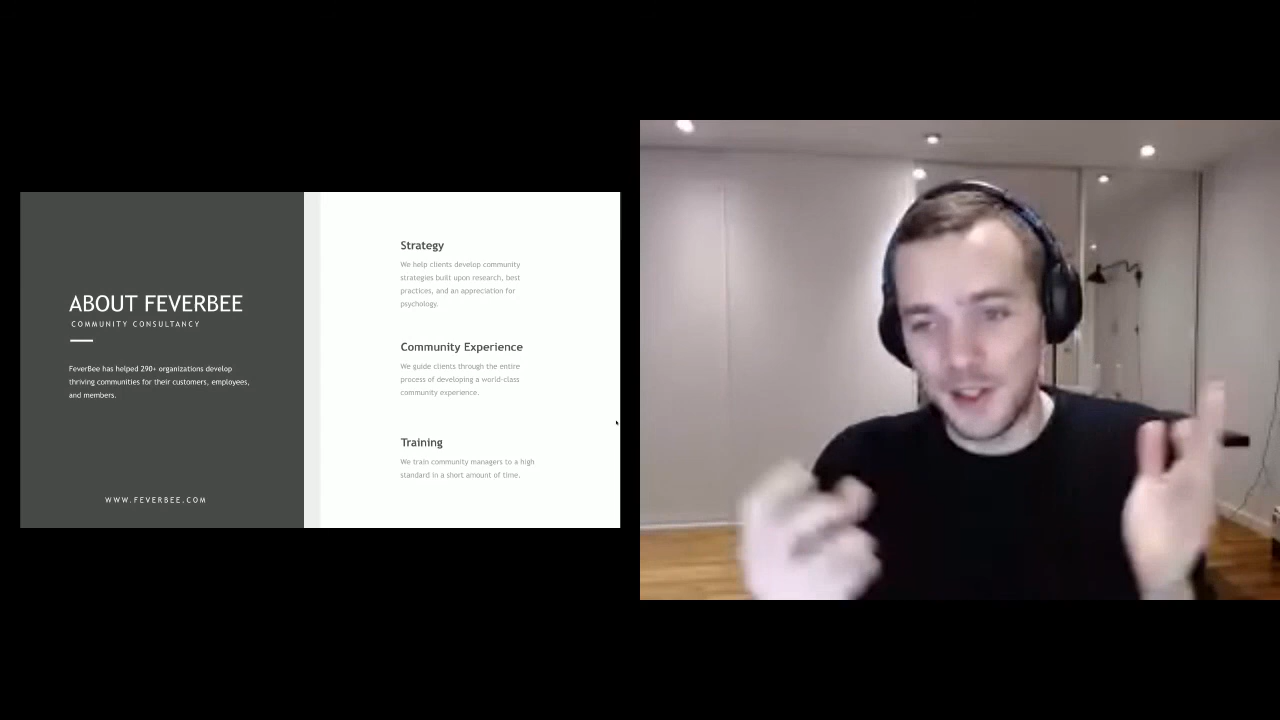 ABOUT FEVERBEE
COMMUNITY CONSULTANCY
FeverBee has helped 290+ organizations develop
thriving communities for their customers, employees,
and members.
WWW.FEVERBEE.COM
Strategy
We help clients develop community
strategies built upon research, best
practices, and an appreciation for
psychology.
Community Experience
We guide clients through the entire
process of developing a world-class
community experience.
Training
We train community managers to a high
standard in a short amount of time.